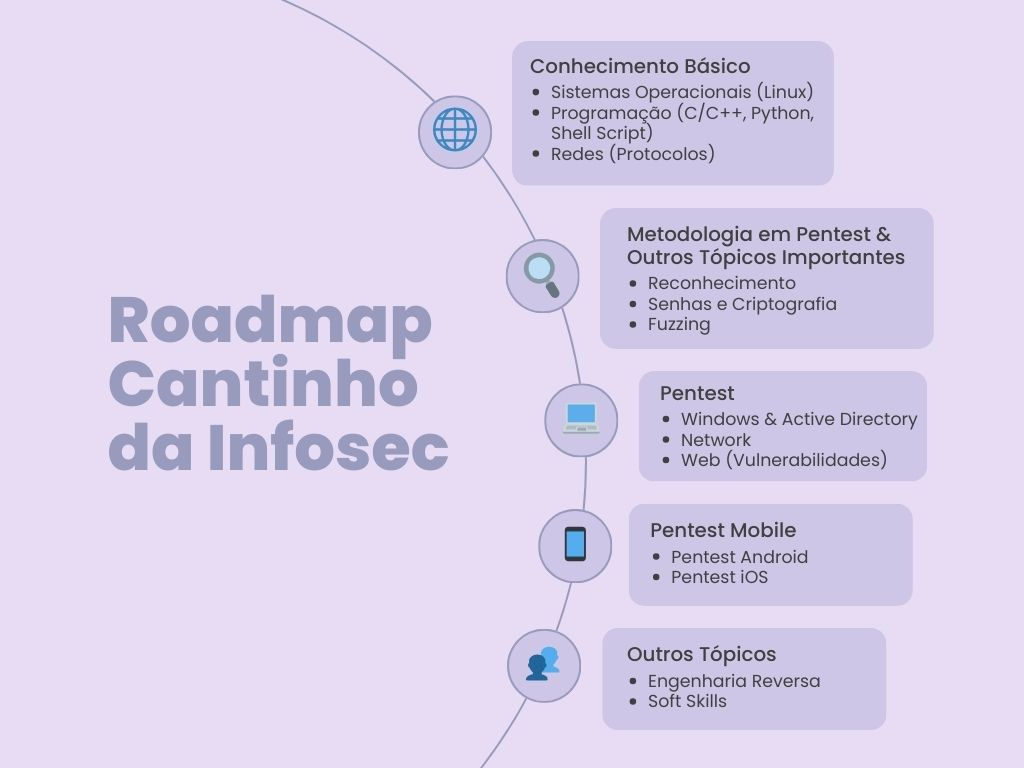 Roadmap
Cantinho
da Infosec
Conhecimento Básico
Sistemas Operacionais (Linux)
Programação (C/C++, Python,
Shell Script)
Redes (Protocolos)
Metodologia em Pentest &
Outros Tópicos Importantes
Reconhecimento
Senhas e Criptografia
Fuzzing
Pentest
Windows & Active Directory
Network
Web (Vulnerabilidades)
Pentest Mobile
Pentest Android
Pentest iOS
Outros Tópicos
Engenharia Reversa
Soft Skills